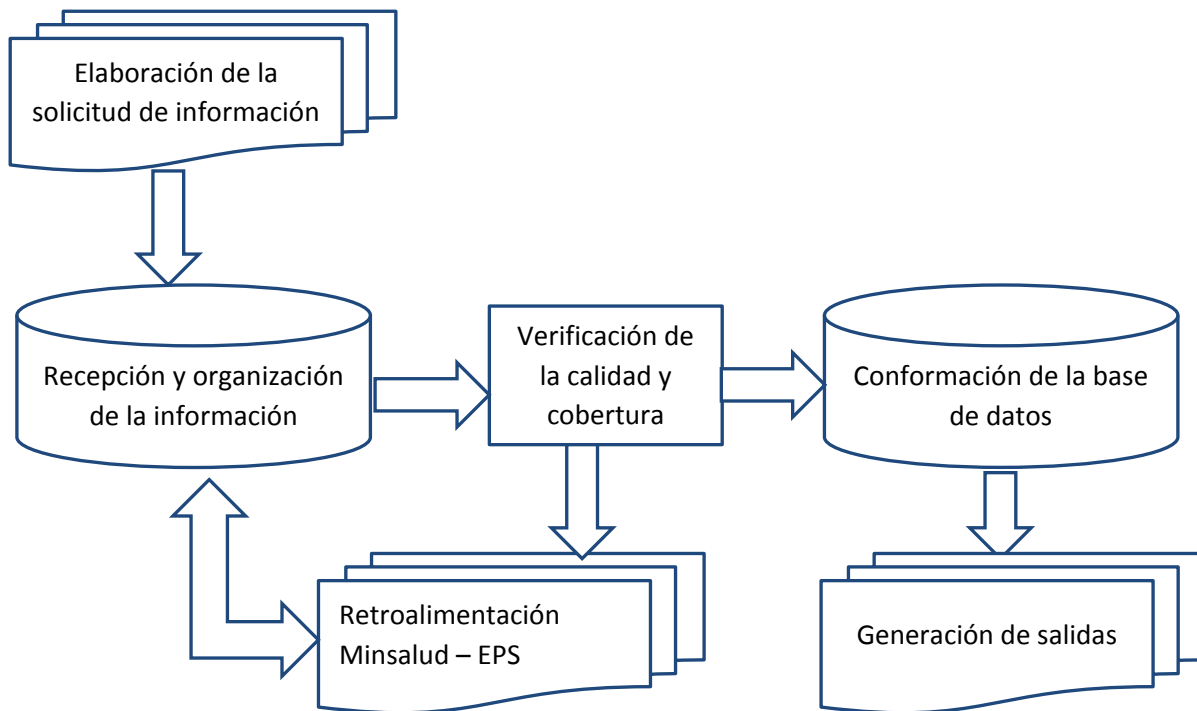 Elaboración de la
solicitud de información
Recepción y organización
de la información
Verificación de
la calidad y
cobertura
Conformación de la base
de datos
Retroalimentación
Minsalud – EPS
Generación de salidas